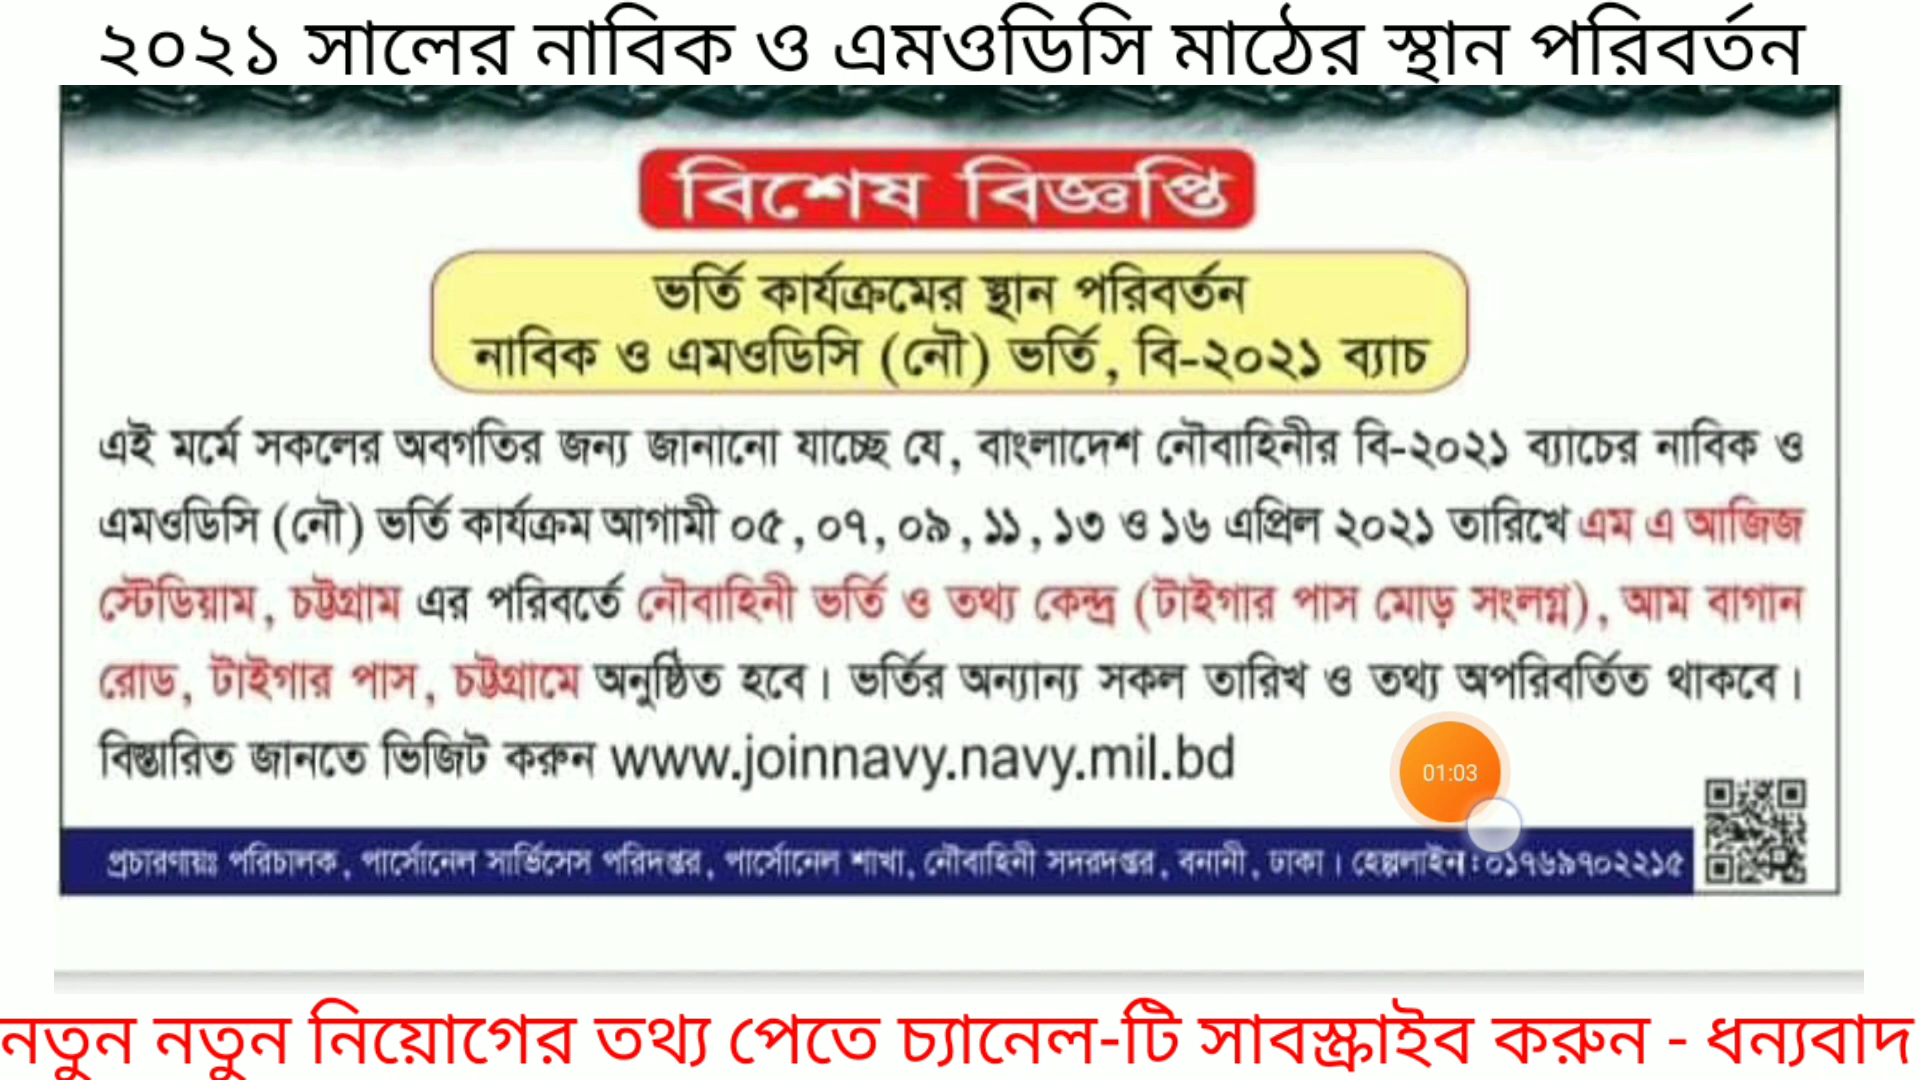 ২০২১ সালের নাবিক ও এমওডিসি মাঠের স্থান পরিবর্তন
বিশেষ বিজ্ঞপ্তি
ভর্তি কার্যক্রমের স্থান পরিবর্তন
নাবিক ও এমওডিসি (নৌ) ভর্তি, বি-২০২১ ব্যাচ
এই মর্মে সকলের অবগতির জন্য জানানো যাচ্ছে যে, বাংলাদেশ নৌবাহিনীর বি-২০২১ ব্যাচের নাবিক ও
এমওডিসি (নৌ) ভর্তি কার্যক্রম আগামী ০৫, ০৭, ০৯, ১১, ১৩ ও ১৬ এপ্রিল ২০২১ তারিখে এম এ আজিজ
স্টেডিয়াম, চট্টগ্রাম এর পরিবর্তে নৌবাহিনী ভর্তি ও তথ্য কেন্দ্র (টাইগার পাস মোড় সংলগ্ন), আম বাগান
রোড, টাইগার পাস, চট্টগ্রামে অনুষ্ঠিত হবে। ভর্তির অন্যান্য সকল তারিখ ও তথ্য অপরিবর্তিত থাকবে।
বিস্তারিত জানতে ভিজিট করুন www.joinnavy.navy.mil.bd
01:03
প্রচারণায়ঃ পরিচালক, পার্সোনেল সার্ভিসেস পরিদপ্তর, পার্সোনেল শাখা, নৌবাহিনী সদরদপ্তর, বনানী, ঢাকা। হেল্পলাইন: ০১৭৬৯৭০২২১৫
নতুন নতুন নিয়োগের তথ্য পেতে চ্যানেল-টি সাবস্ক্রাইব করুন - ধন্যবাদ